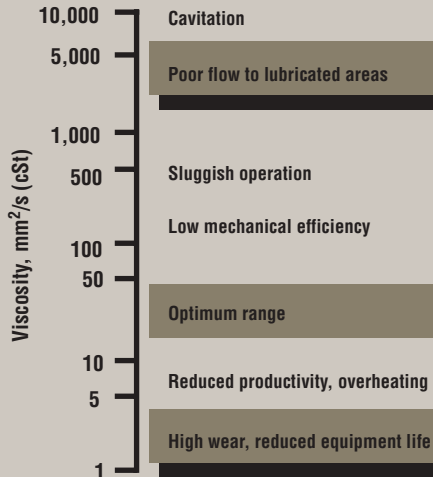 10,000
Cavitation
5,000
Poor flow to lubricated areas
1,000
500
Sluggish operation
Low mechanical efficiency
100
50
Optimum range
10
Reduced productivity, overheating
5
High wear, reduced equipment life
1
Viscosity, mm²/s (cSt)